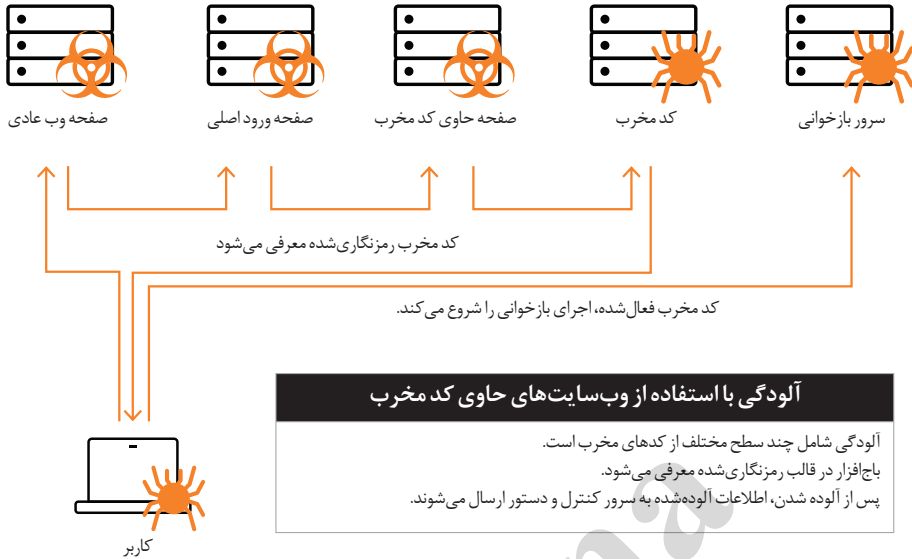 سرور بازخوانی
کد مخرب
صفحه حاوی کد مخرب
صفحه ورود اصلی
صفحه وب عادی
کد مخرب رمزنگاری‌شده معرفی می‌شود
کد مخرب فعال‌شده، اجرای بازخوانی را شروع می‌کند.
آلودگی با استفاده از وب‌سایت‌های حاوی کد مخرب
آلودگی شامل چند سطح مختلف از کدهای مخرب است.
باج‌افزار در قالب رمزنگاری‌شده معرفی می‌شود.
پس از آلوده شدن، اطلاعات آلوده‌شده به سرور کنترل و دستور ارسال می‌شوند.
کاربر